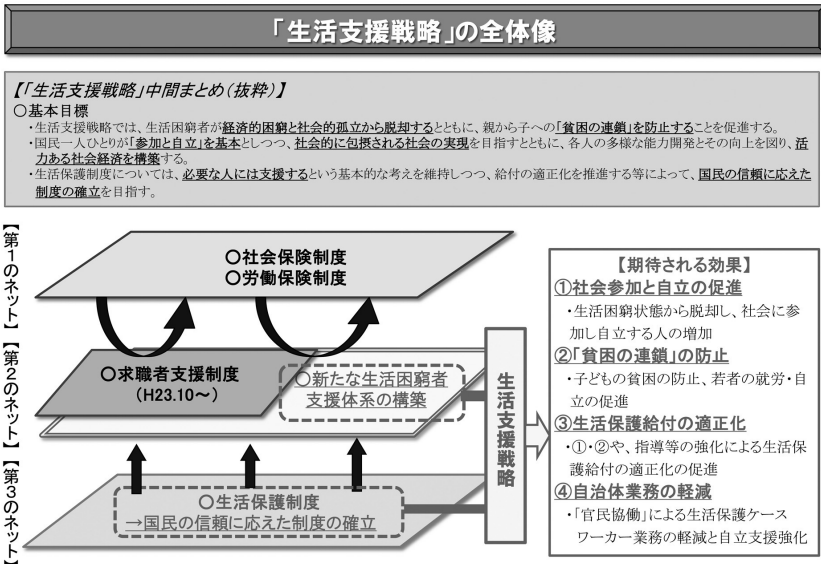 「生活支援戦略」の全体像
【「生活支援戦略」中間まとめ(抜粋)】
○基本目標
・生活支援戦略では、生活困窮者が経済的困窮と社会的孤立から脱却するとともに、親から子への「貧困の連鎖」を防止することを促進する。
・国民一人ひとりが「参加と自立」を基本としつつ、社会的に包摂される社会の実現を目指すとともに、各人の多様な能力開発とその向上を図り、活
力ある社会経済を構築する。
・生活保護制度については、必要な人には支援するという基本的な考えを維持しつつ、給付の適正化を推進する等によって、国民の信頼に応えた
制度の確立を目指す。
【第1のネット】
○社会保険制度
○労働保険制度
【第2のネット】
○求職者支援制度
(H23.10~)
○新たな生活困窮者
支援体系の構築
【第3のネット】
○生活保護制度
→国民の信頼に応えた制度の確立
生活支援戦略
【期待される効果】
①社会参加と自立の促進
・生活困窮状態から脱却し、社会に参
加し自立する人の増加
②「貧困の連鎖」の防止
・子どもの貧困の防止、若者の就労・自
立の促進
③生活保護給付の適正化
・①・②や、指導等の強化による生活保
護給付の適正化の促進
④自治体業務の軽減
・「官民協働」による生活保護ケース
ワーカー業務の軽減と自立支援強化